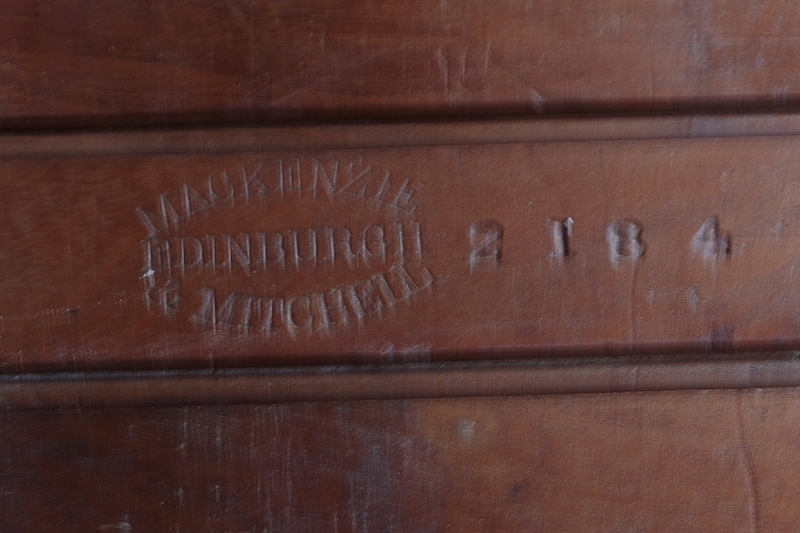 MACKENZIE
EDINBURGH
& MITCHELL
2184